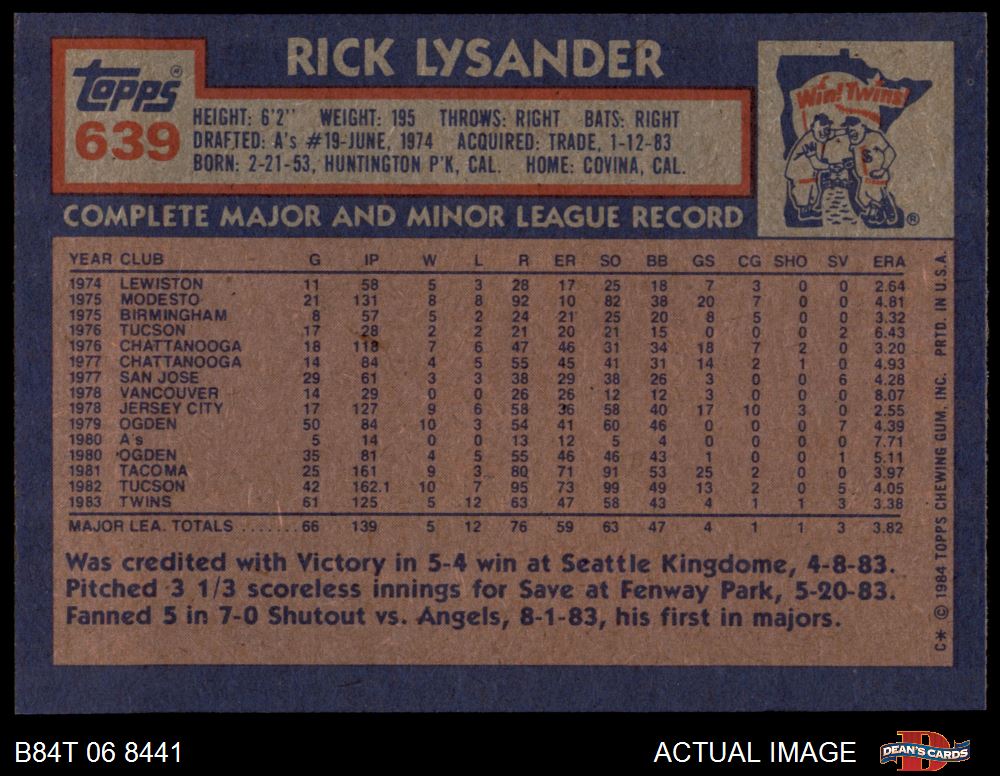 RICK LYSANDER
Topps®
639
HEIGHT: 6'2" WEIGHT: 195 THROWS: RIGHT BATS: RIGHT
DRAFTED: A's #19-JUNE, 1974 ACQUIRED: TRADE, 1-12-83
BORN: 2-21-53, HUNTINGTON P'K, CAL. HOME: COVINA, CAL.
Win! Twins!
®
COMPLETE MAJOR AND MINOR LEAGUE RECORD
YEAR CLUB G IP W L R ER SO BB GS CG SHO SV ERA
1974 LEWISTON 11 58 5 3 28 17 25 18 7 3 0 0 2.64
1975 MODESTO 21 131 8 8 92 10 82 38 20 7 0 0 4.81
1975 BIRMINGHAM 8 57 5 2 24 21 25 20 8 5 0 0 3.32
1976 TUCSON 17 28 2 2 21 20 21 15 0 0 0 2 6.43
1976 CHATTANOOGA 18 118 7 6 47 46 31 34 18 7 2 0 3.20
1977 CHATTANOOGA 14 84 4 5 55 45 41 31 14 2 1 0 4.93
1977 SAN JOSE 29 61 3 3 38 29 38 26 3 0 0 6 4.28
1978 VANCOUVER 14 29 0 0 26 26 12 12 3 0 0 0 8.07
1978 JERSEY CITY 17 127 9 6 58 36 58 40 17 10 3 0 2.55
1979 OGDEN 50 84 10 3 54 41 60 46 0 0 0 7 4.39
1980 A's 5 14 0 0 13 12 5 4 0 0 0 0 7.71
1980 OGDEN 35 81 4 5 55 46 46 43 1 0 0 1 5.11
1981 TACOMA 25 161 9 3 80 71 91 53 25 2 0 0 3.97
1982 TUCSON 42 162.1 10 7 95 73 99 49 13 2 0 5 4.05
1983 TWINS 61 125 5 12 63 47 58 43 4 1 1 3 3.38
MAJOR LEA. TOTALS ....... 66 139 5 12 76 59 63 47 4 1 1 3 3.82
Was credited with Victory in 5-4 win at Seattle Kingdome, 4-8-83.
Pitched 3 1/3 scoreless innings for Save at Fenway Park, 5-20-83.
Fanned 5 in 7-0 Shutout vs. Angels, 8-1-83, his first in majors.
C* © 1984 TOPPS CHEWING GUM, INC. PRTD. IN U.S.A.
B84T 06 8441
ACTUAL IMAGE
DEAN'S CARDS